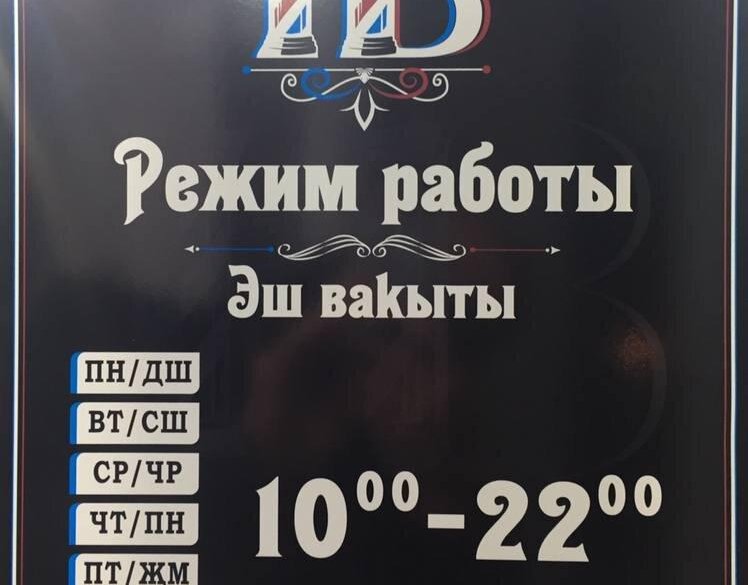 Режим работы
Эш вакыты
ПН/ДШ
ВТ/СШ
СР/ЧР
ЧТ/ПН
ПТ/ЖМ
10⁰⁰-22⁰⁰